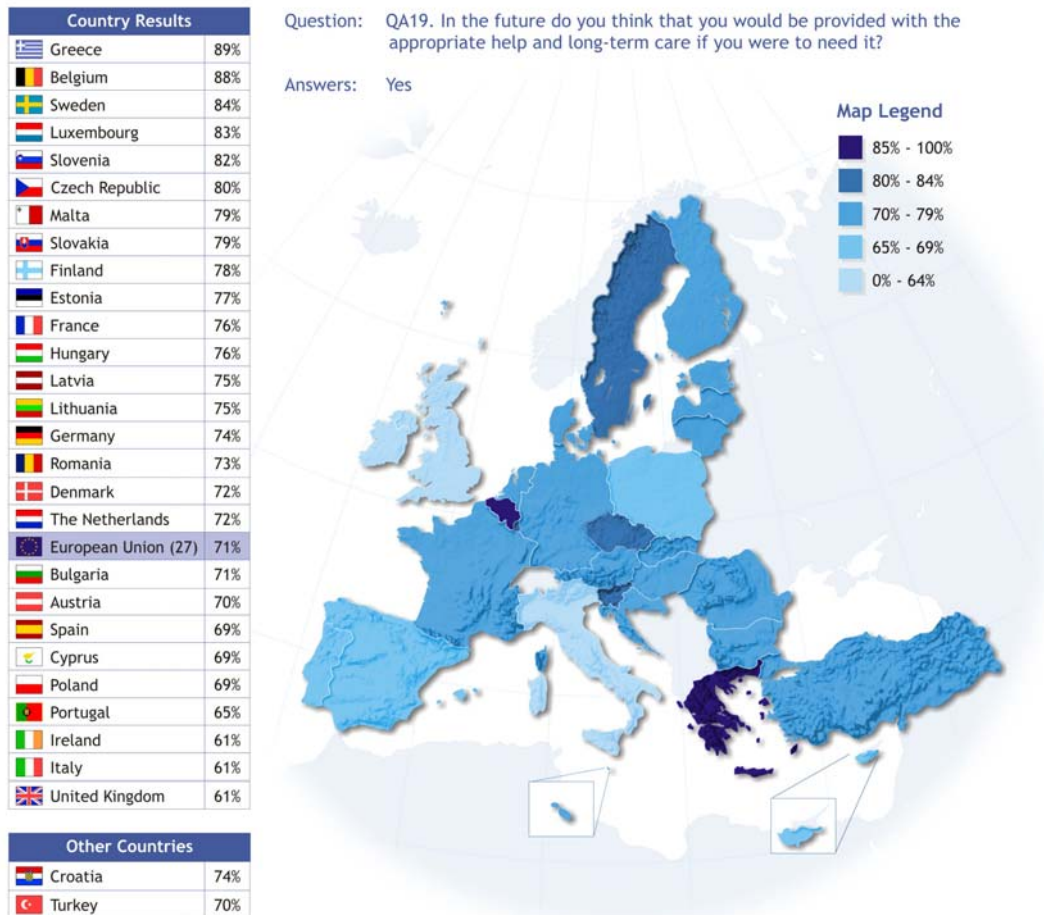 Country Results
Greece 89%
Belgium 88%
Sweden 84%
Luxembourg 83%
Slovenia 82%
Czech Republic 80%
Malta 79%
Slovakia 79%
Finland 78%
Estonia 77%
France 76%
Hungary 76%
Latvia 75%
Lithuania 75%
Germany 74%
Romania 73%
Denmark 72%
The Netherlands 72%
European Union (27) 71%
Bulgaria 71%
Austria 70%
Spain 69%
Cyprus 69%
Poland 69%
Portugal 65%
Ireland 61%
Italy 61%
United Kingdom 61%
Other Countries
Croatia 74%
Turkey 70%
Question: QA19. In the future do you think that you would be provided with the
appropriate help and long-term care if you were to need it?
Answers: Yes
Map Legend
85% - 100%
80% - 84%
70% - 79%
65% - 69%
0% - 64%